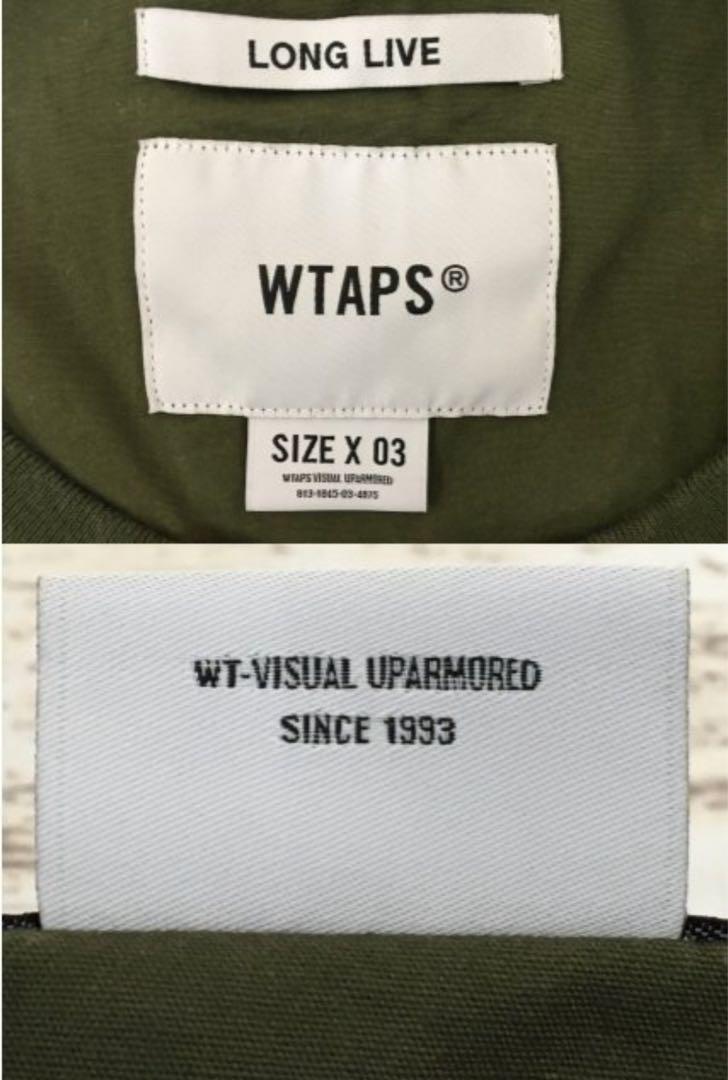 LONG LIVE
WTAPS®
SIZE X 03
WTAPS VISUAL UPARMORED
WT-VISUAL UPARMORED
SINCE 1993